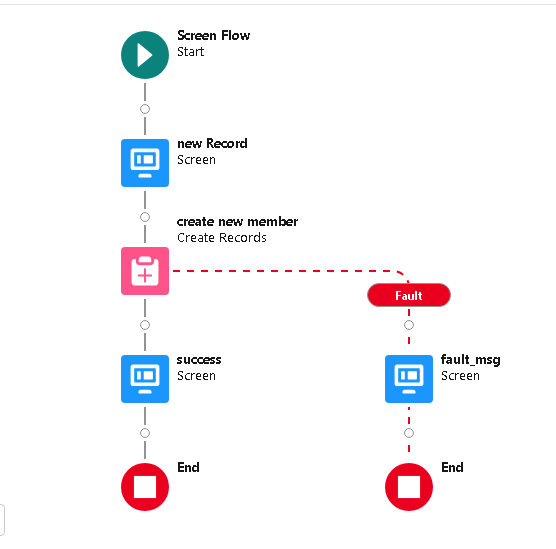 Screen Flow
Start
new Record
Screen
create new member
Create Records
Fault
success
Screen
fault_msg
Screen
End
End